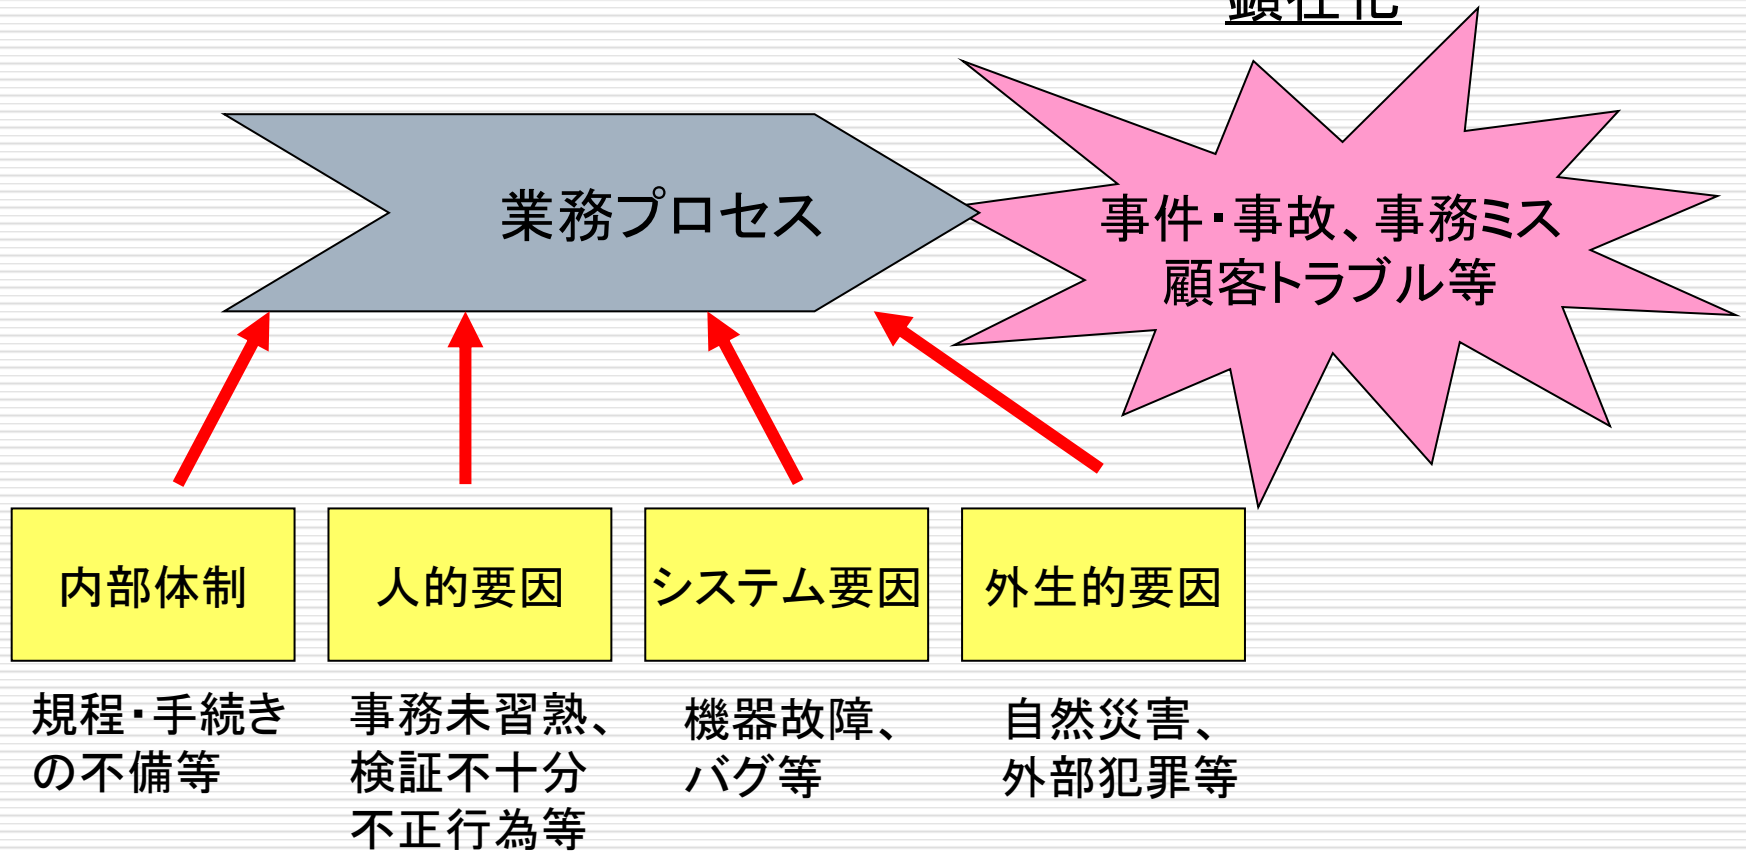 顕在化
業務プロセス
事件・事故、事務ミス
顧客トラブル等
内部体制
人的要因
システム要因
外生的要因
規程・手続き
の不備等
事務未習熟、
検証不十分
不正行為等
機器故障、
バグ等
自然災害、
外部犯罪等